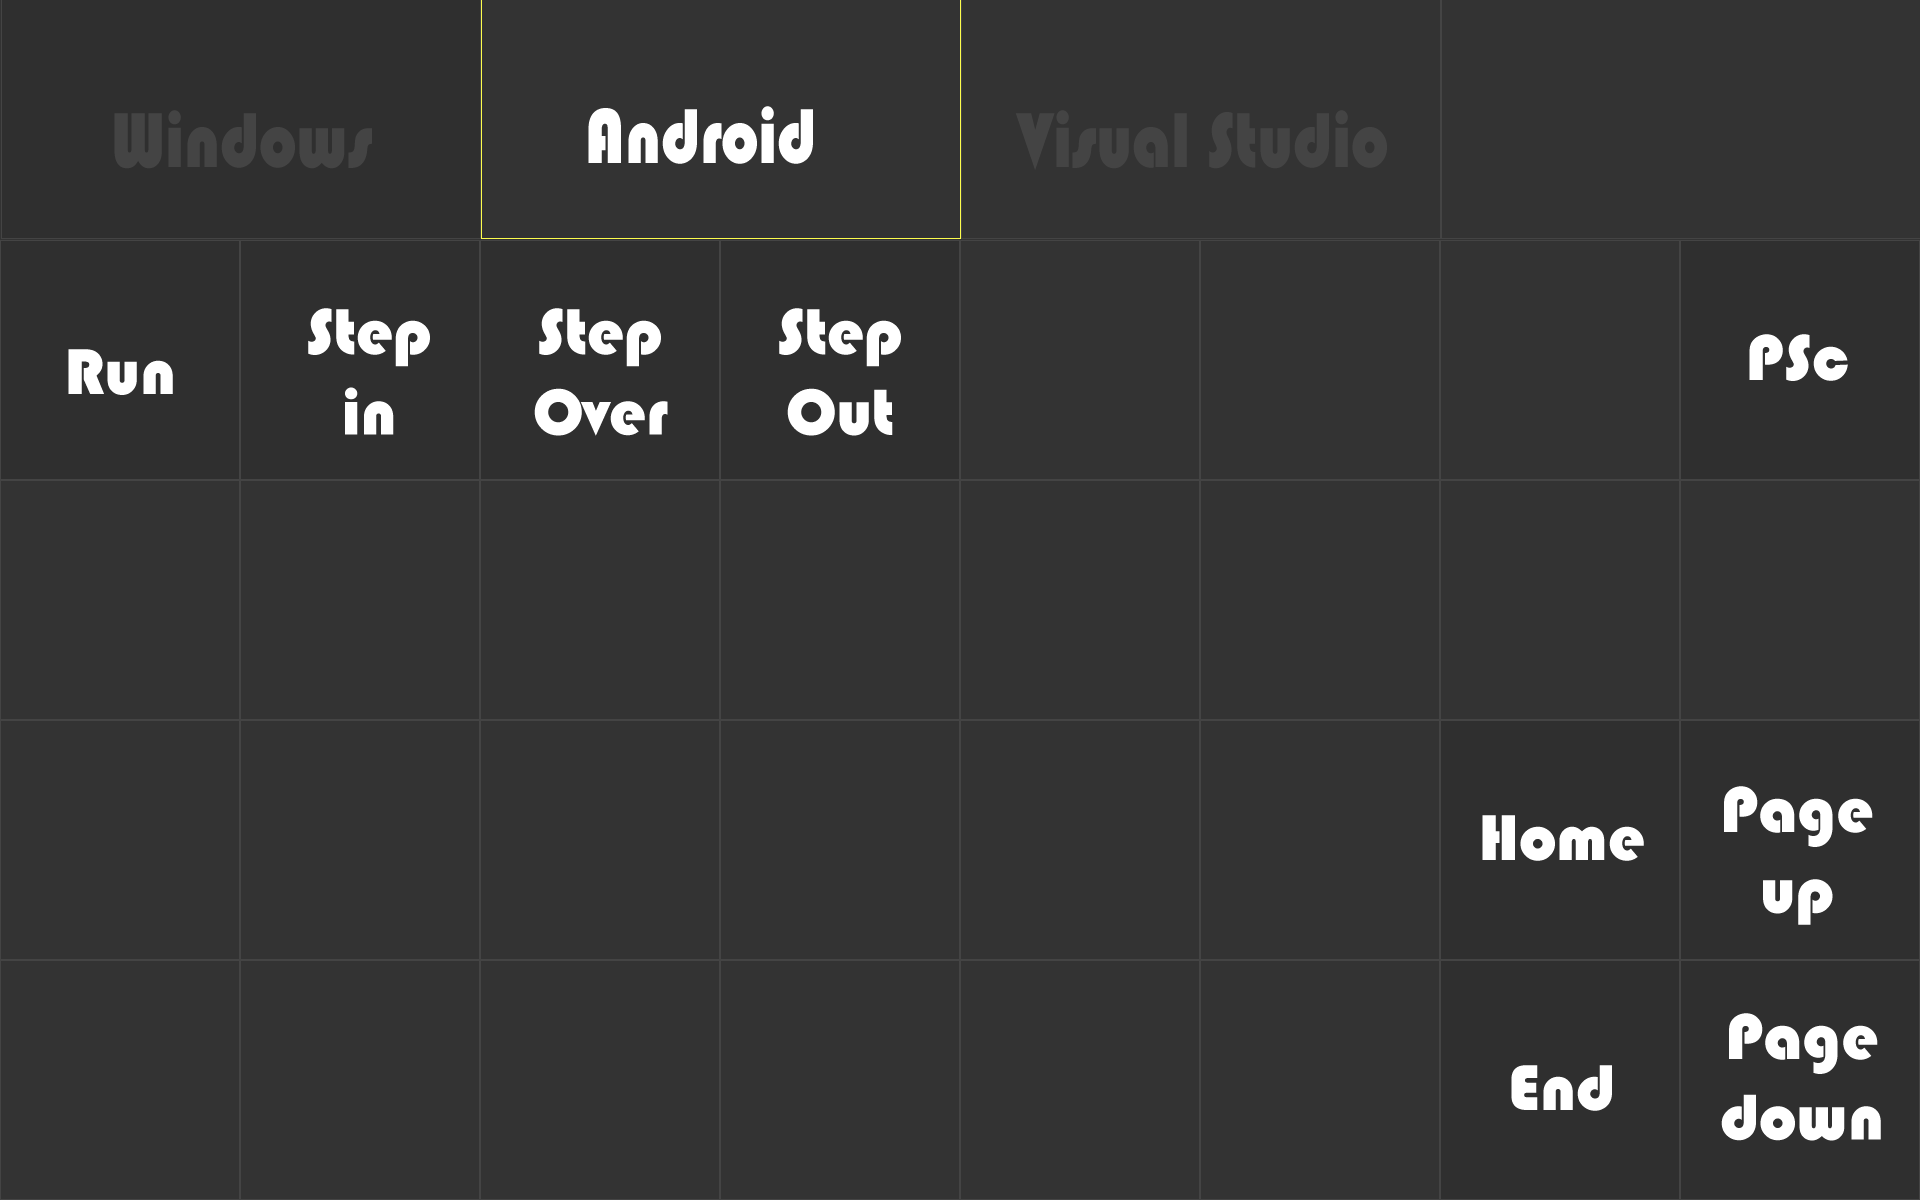 Windows Android Visual Studio
Run
Step
in
Step
Over
Step
Out
PSc
Home
Page
up
End
Page
down